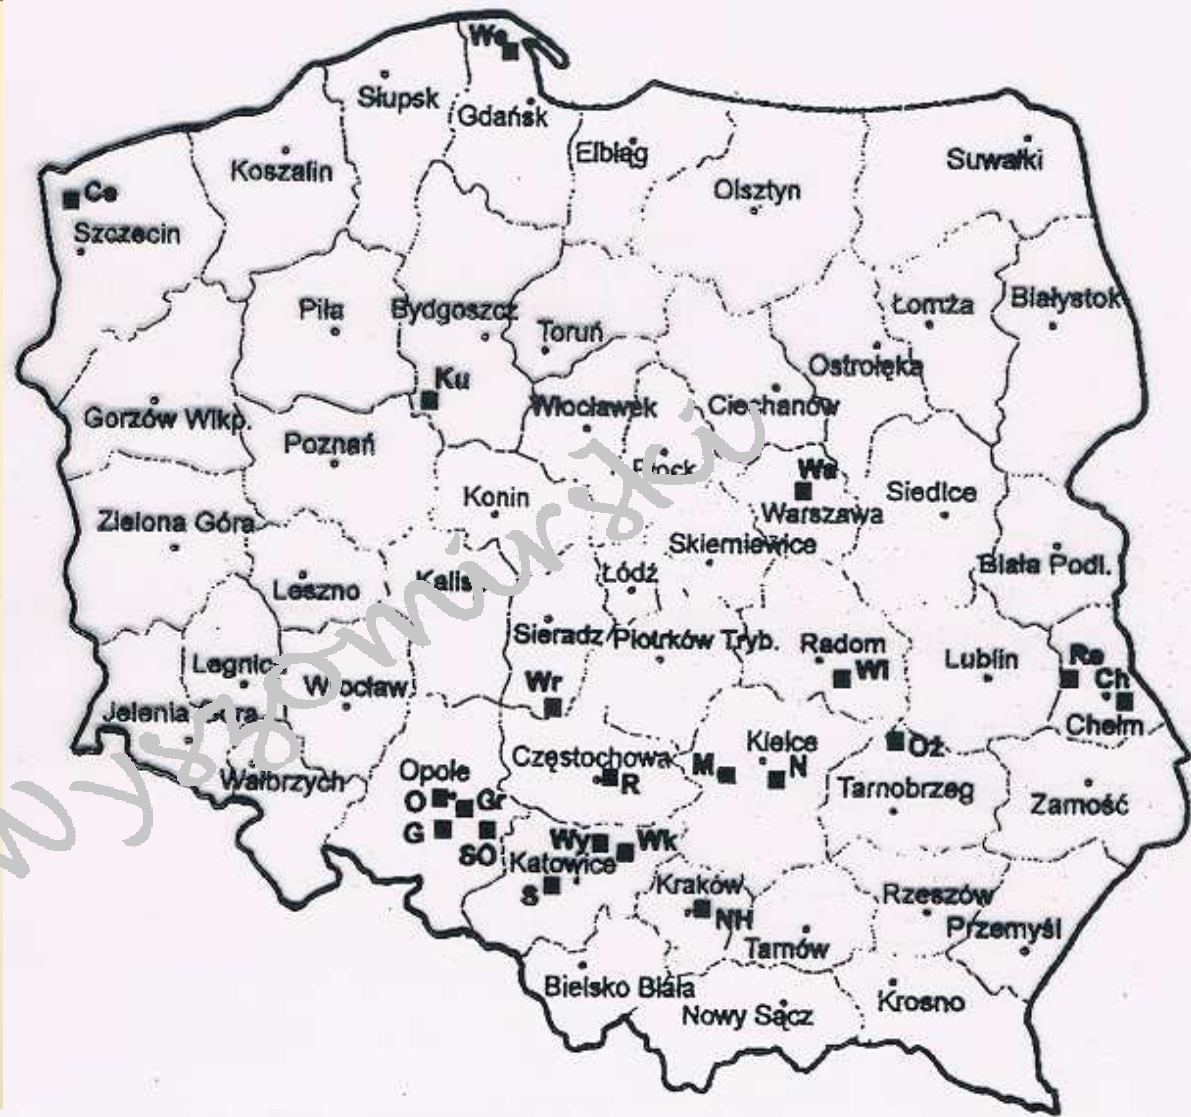 We
Słupsk
Gdańsk
Elbląg
Suwałki
Koszalin
Olsztyn
Ce
Szczecin
Piła
Bydgoszcz
Toruń
Łomża
Białystok
Ostrołęka
Ku
Gorzów Wlkp.
Włocławek
Ciechanów
Poznań
Płock
Wa
Konin
Siedlce
Warszawa
Zielona Góra
Skierniewice
Biała Podl.
Leszno
Kalisz
Łódź
Sieradz
Piotrków Tryb.
Radom
Lublin
Legnica
Wrocław
Wr
Wi
Re
Ch
Jelenia Góra
Chełm
Częstochowa
Kielce
Oż
Wałbrzych
Opole
R
M
N
Tarnobrzeg
Zamość
O
Gr
G
SO
Wy
Wk
Katowice
S
Kraków
NH
Rzeszów
Przemyśl
Tarnów
Bielsko Biała
Nowy Sącz
Krosno
wyszomirski